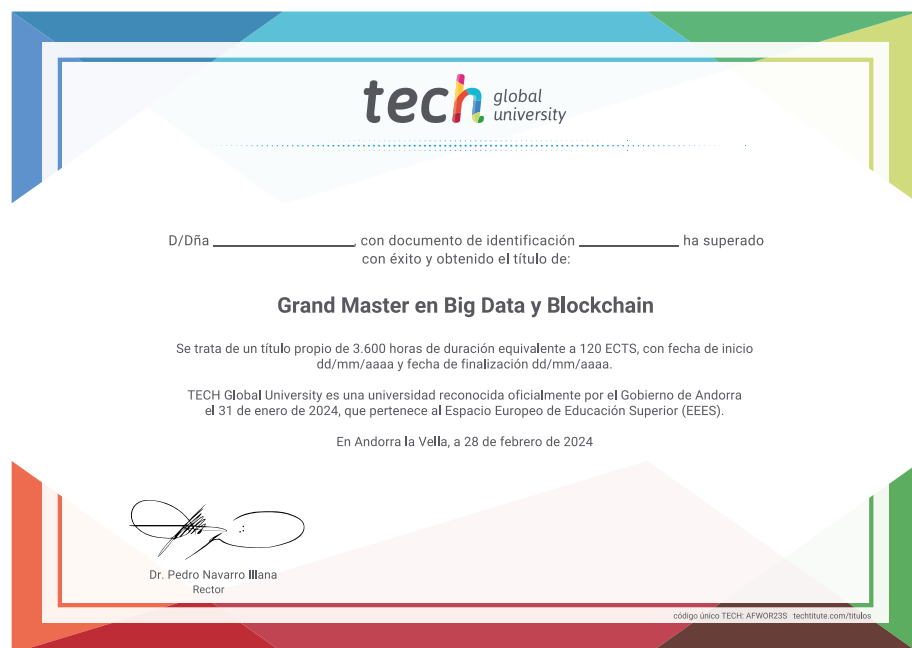 tech global university
D/Dña ____________, con documento de identificación ____________ ha superado
con éxito y obtenido el título de:
Grand Master en Big Data y Blockchain
Se trata de un título propio de 3.600 horas de duración equivalente a 120 ECTS, con fecha de inicio
dd/mm/aaaa y fecha de finalización dd/mm/aaaa.
TECH Global University es una universidad reconocida oficialmente por el Gobierno de Andorra
el 31 de enero de 2024, que pertenece al Espacio Europeo de Educación Superior (EEES).
En Andorra la Vella, a 28 de febrero de 2024
Dr. Pedro Navarro Illana
Rector
código único TECH: AFWOR23S techtitute.com/titulos